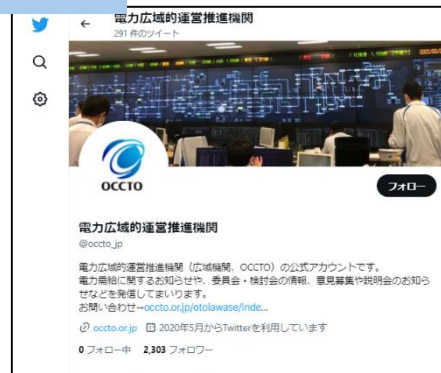 電力広域的運営推進機関
291 件のツイート
OCCTO
フォロー
電力広域的運営推進機関
@occto_jp
電力広域的運営推進機関（広域機関、OCCTO）の公式アカウントです。
電力需給に関するお知らせや、委員会・検討会の情報、意見募集や説明会のお知ら
せなどを発信してまいります。
お問い合わせ→occto.or.jp/otoiawase/inde...
occto.or.jp 2020年5月からTwitterを利用しています
0 フォロー中 2,303 フォロワー